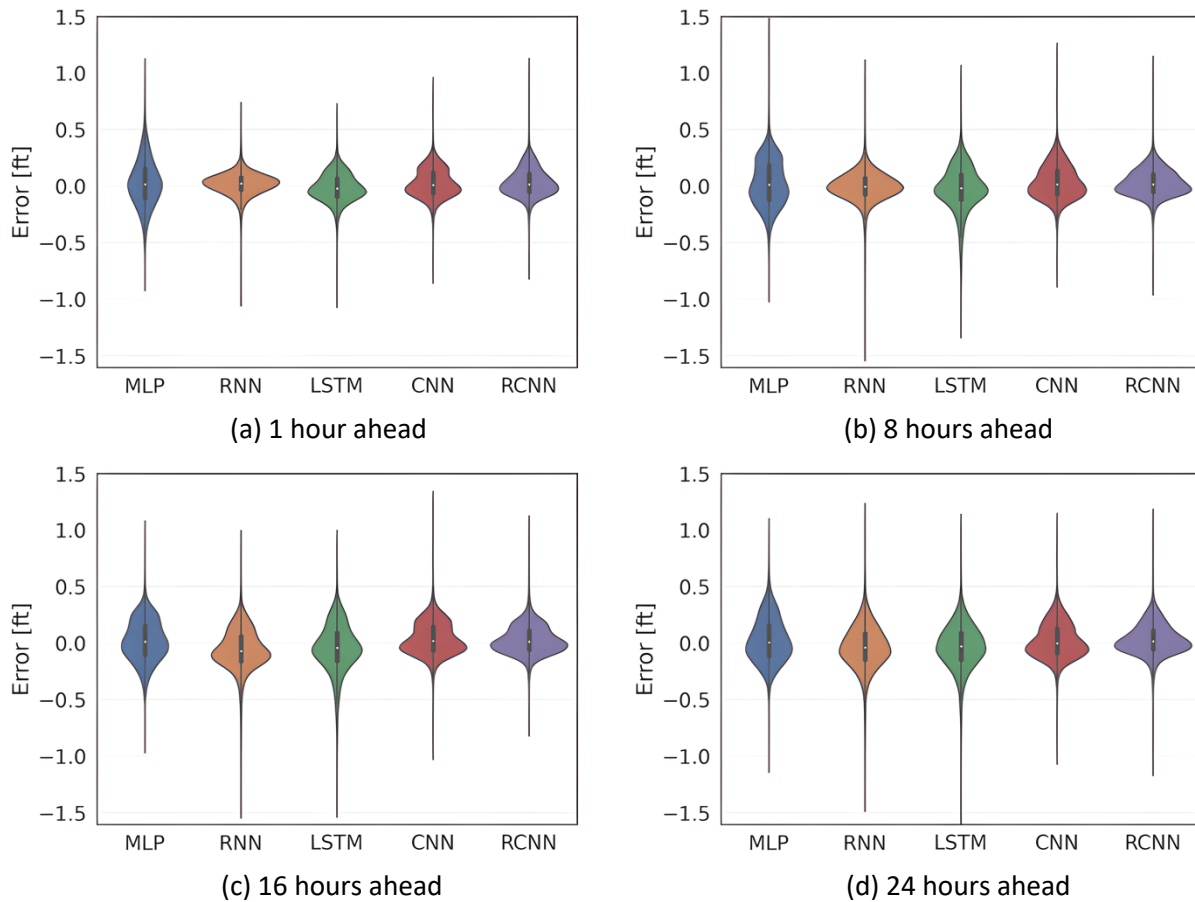 1.5
1.0
0.5
0.0
−0.5
−1.0
−1.5
Error [ft]
MLP RNN LSTM CNN RCNN
(a) 1 hour ahead
1.5
1.0
0.5
0.0
−0.5
−1.0
−1.5
Error [ft]
MLP RNN LSTM CNN RCNN
(b) 8 hours ahead
1.5
1.0
0.5
0.0
−0.5
−1.0
−1.5
Error [ft]
MLP RNN LSTM CNN RCNN
(c) 16 hours ahead
1.5
1.0
0.5
0.0
−0.5
−1.0
−1.5
Error [ft]
MLP RNN LSTM CNN RCNN
(d) 24 hours ahead